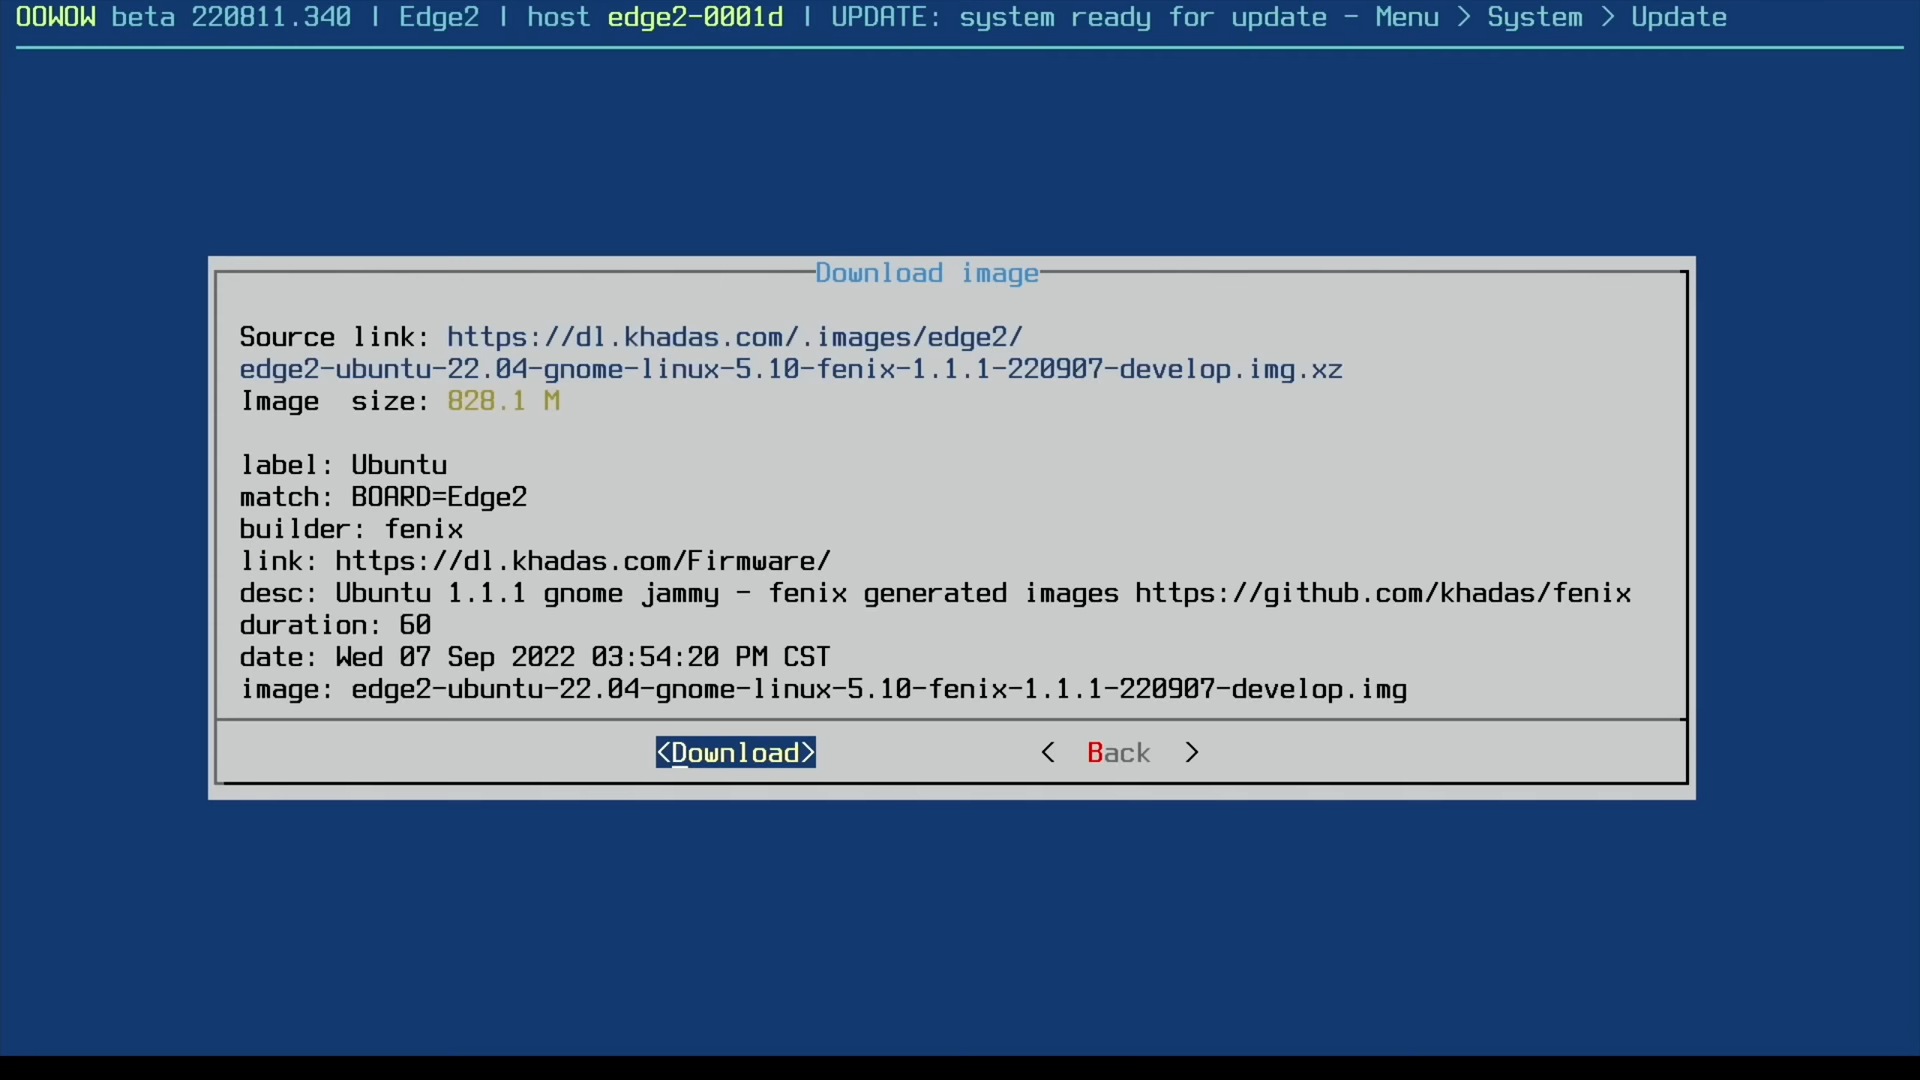 OOWOW beta 220811.340 | Edge2 | host edge2-0001d | UPDATE: system ready for update - Menu > System > Update
Download image
Source link: https://dl.khadas.com/.images/edge2/
edge2-ubuntu-22.04-gnome-linux-5.10-fenix-1.1.1-220907-develop.img.xz
Image  size: 828.1 M
label: Ubuntu
match: BOARD=Edge2
builder: fenix
link: https://dl.khadas.com/Firmware/
desc: Ubuntu 1.1.1 gnome jammy - fenix generated images https://github.com/khadas/fenix
duration: 60
date: Wed 07 Sep 2022 03:54:20 PM CST
image: edge2-ubuntu-22.04-gnome-linux-5.10-fenix-1.1.1-220907-develop.img
<Download> < Back >